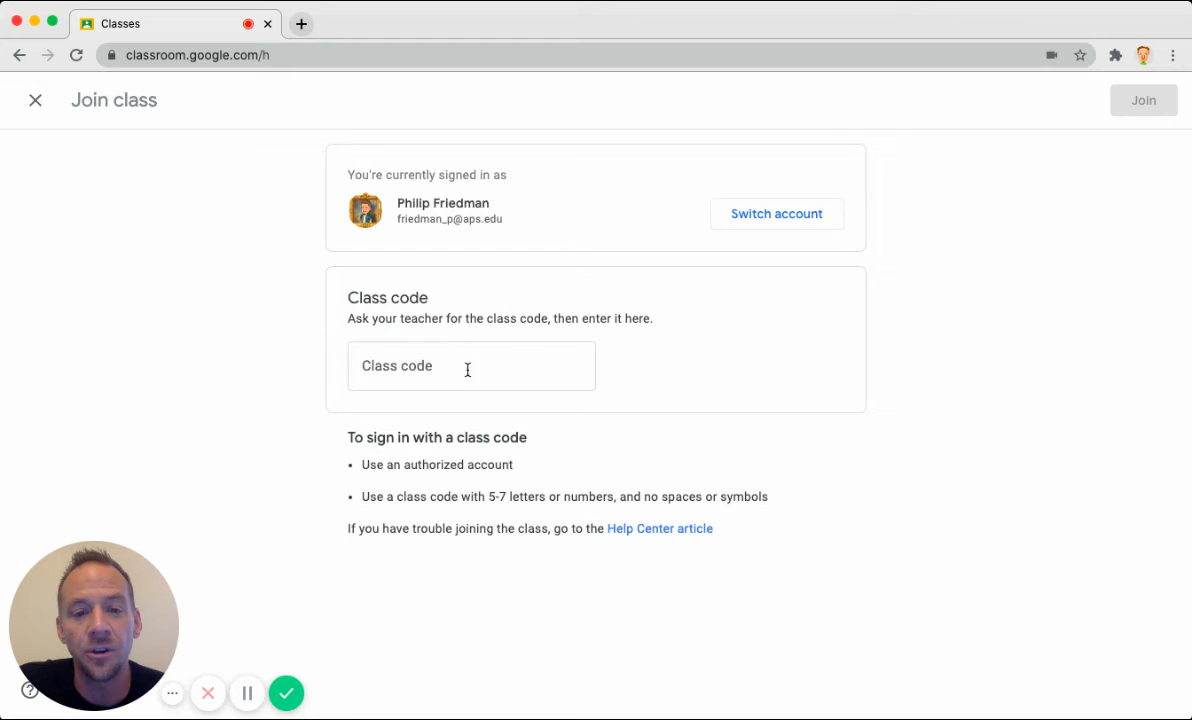 Classes
classroom.google.com/h
Join class
Join
You're currently signed in as
Philip Friedman
friedman_p@aps.edu
Switch account
Class code
Ask your teacher for the class code, then enter it here.
Class code
To sign in with a class code
• Use an authorized account
• Use a class code with 5-7 letters or numbers, and no spaces or symbols
If you have trouble joining the class, go to the Help Center article